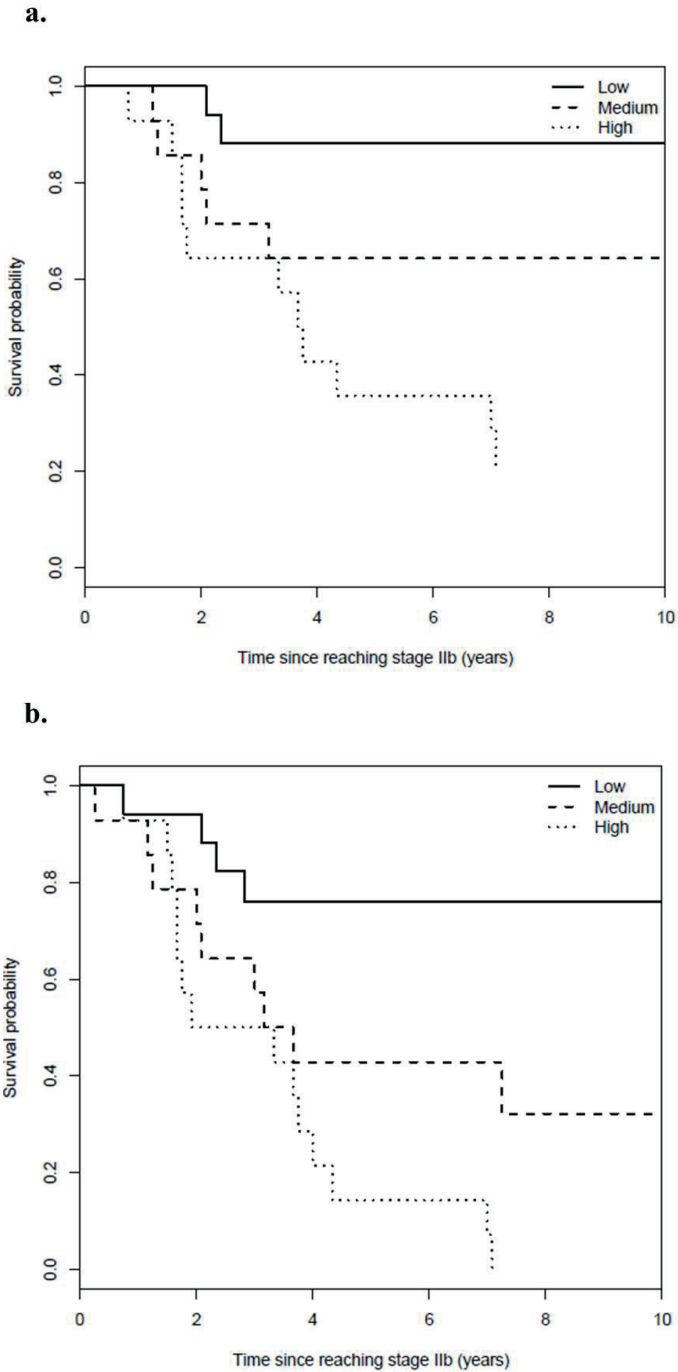 a.
Low
Medium
High
1.0
0.8
0.6
0.4
0.2
0.0
Survival probability
0 2 4 6 8 10
Time since reaching stage IIb (years)
b.
Low
Medium
High
1.0
0.8
0.6
0.4
0.2
0.0
Survival probability
0 2 4 6 8 10
Time since reaching stage IIb (years)